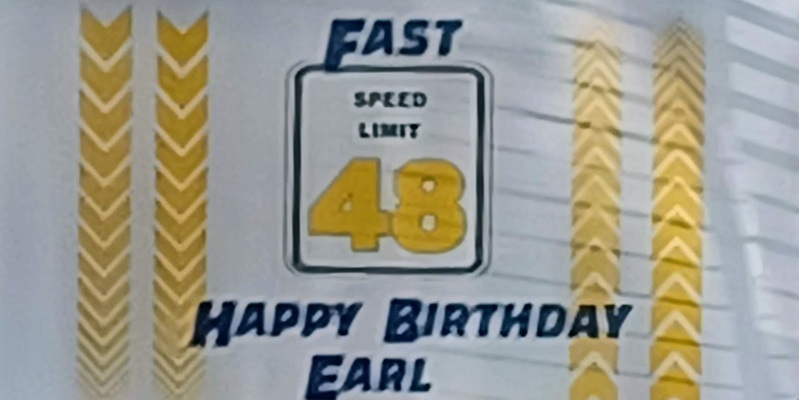 FAST
SPEED
LIMIT
48
HAPPY BIRTHDAY
EARL